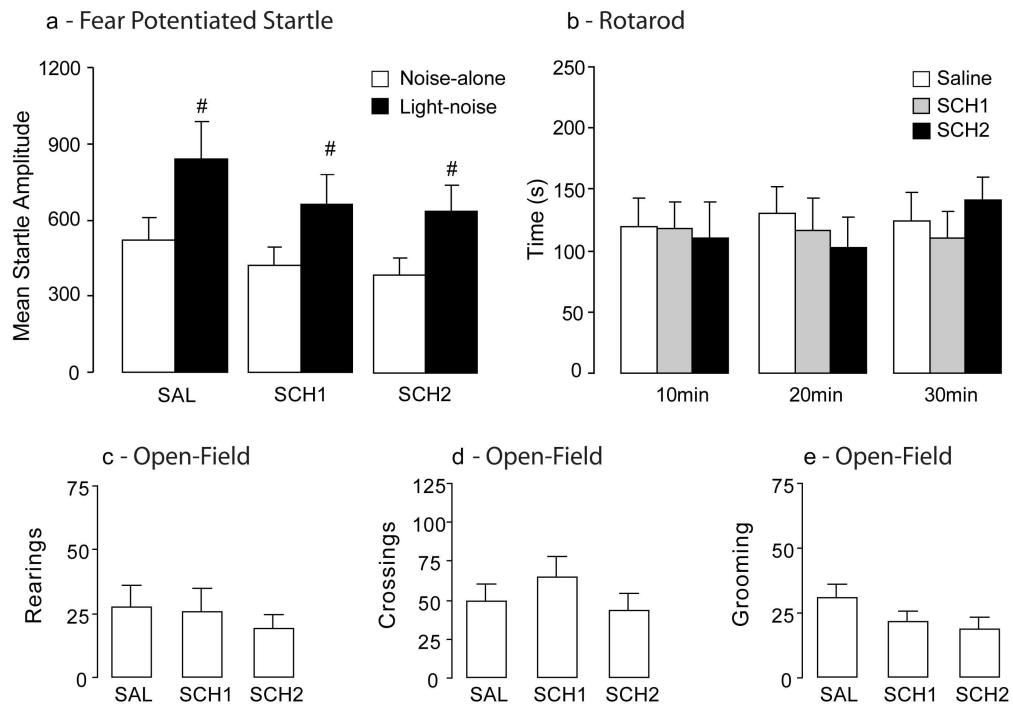 a - Fear Potentiated Startle
1200
900
600
300
0
Mean Startle Amplitude
Noise-alone
Light-noise
#
#
#
SAL
SCH1
SCH2
b - Rotarod
250
200
150
100
50
0
Time (s)
Saline
SCH1
SCH2
10min
20min
30min
c - Open-Field
75
50
25
0
Rearings
SAL
SCH1
SCH2
d - Open-Field
125
100
75
50
25
0
Crossings
SAL
SCH1
SCH2
e - Open-Field
75
50
25
0
Grooming
SAL
SCH1
SCH2